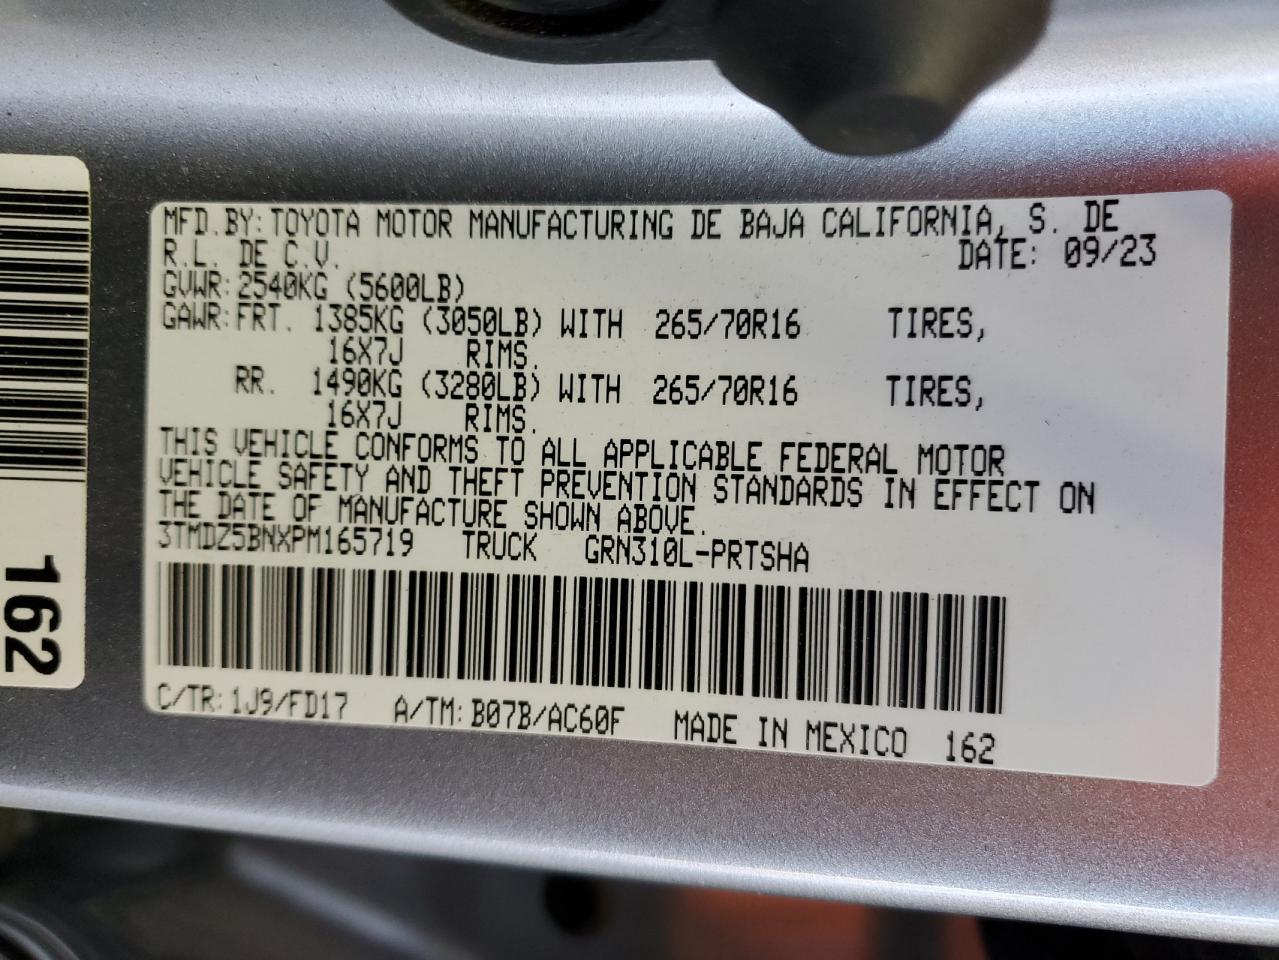 MFD.BY: TOYOTA MOTOR MANUFACTURING DE BAJA CALIFORNIA, S. DE
R.L. DE C.V. DATE: 09/23
GVWR: 2540KG (5600LB)
GAWR: FRT. 1385KG (3050LB) WITH 265/70R16 TIRES,
16X7J RIMS.
RR. 1490KG (3280LB) WITH 265/70R16 TIRES,
16X7J RIMS.
THIS VEHICLE CONFORMS TO ALL APPLICABLE FEDERAL MOTOR
VEHICLE SAFETY AND THEFT PREVENTION STANDARDS IN EFFECT ON
THE DATE OF MANUFACTURE SHOWN ABOVE.
3TMDZ5BNXPM165719 TRUCK GRN310L-PRTSHA
C/TR: 1J9/FD17 A/TM: B07B/AC60F MADE IN MEXICO 162
162